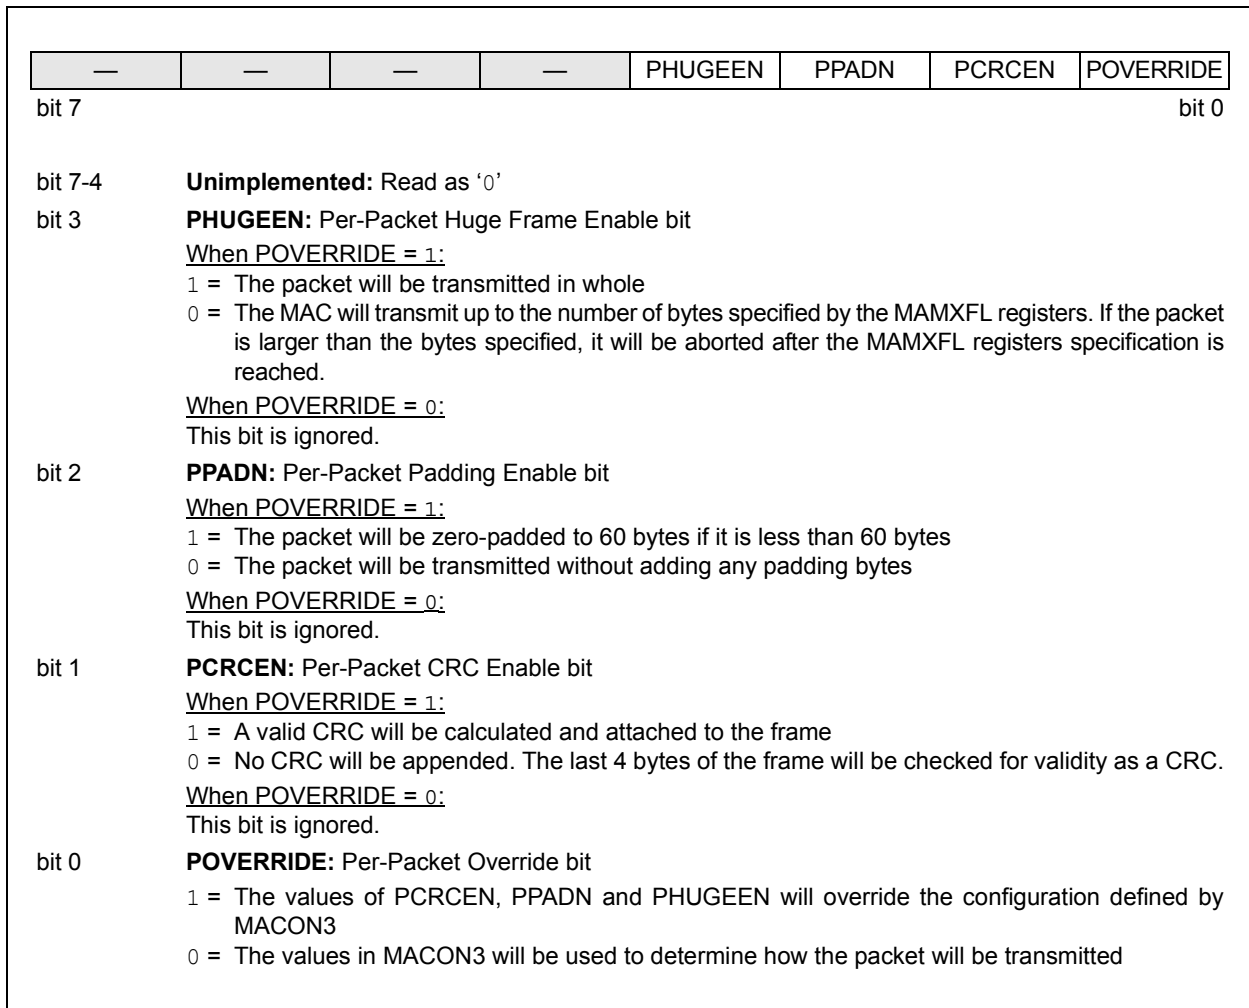 — — — — PHUGEEN PPADN PCRCEN POVERRIDE
bit 7 bit 0
bit 7-4 Unimplemented: Read as ‘0’
bit 3 PHUGEEN: Per-Packet Huge Frame Enable bit
When POVERRIDE = 1:
1 = The packet will be transmitted in whole
0 = The MAC will transmit up to the number of bytes specified by the MAMXFL registers. If the packet
is larger than the bytes specified, it will be aborted after the MAMXFL registers specification is
reached.
When POVERRIDE = 0:
This bit is ignored.
bit 2 PPADN: Per-Packet Padding Enable bit
When POVERRIDE = 1:
1 = The packet will be zero-padded to 60 bytes if it is less than 60 bytes
0 = The packet will be transmitted without adding any padding bytes
When POVERRIDE = 0:
This bit is ignored.
bit 1 PCRCEN: Per-Packet CRC Enable bit
When POVERRIDE = 1:
1 = A valid CRC will be calculated and attached to the frame
0 = No CRC will be appended. The last 4 bytes of the frame will be checked for validity as a CRC.
When POVERRIDE = 0:
This bit is ignored.
bit 0 POVERRIDE: Per-Packet Override bit
1 = The values of PCRCEN, PPADN and PHUGEEN will override the configuration defined by
MACON3
0 = The values in MACON3 will be used to determine how the packet will be transmitted